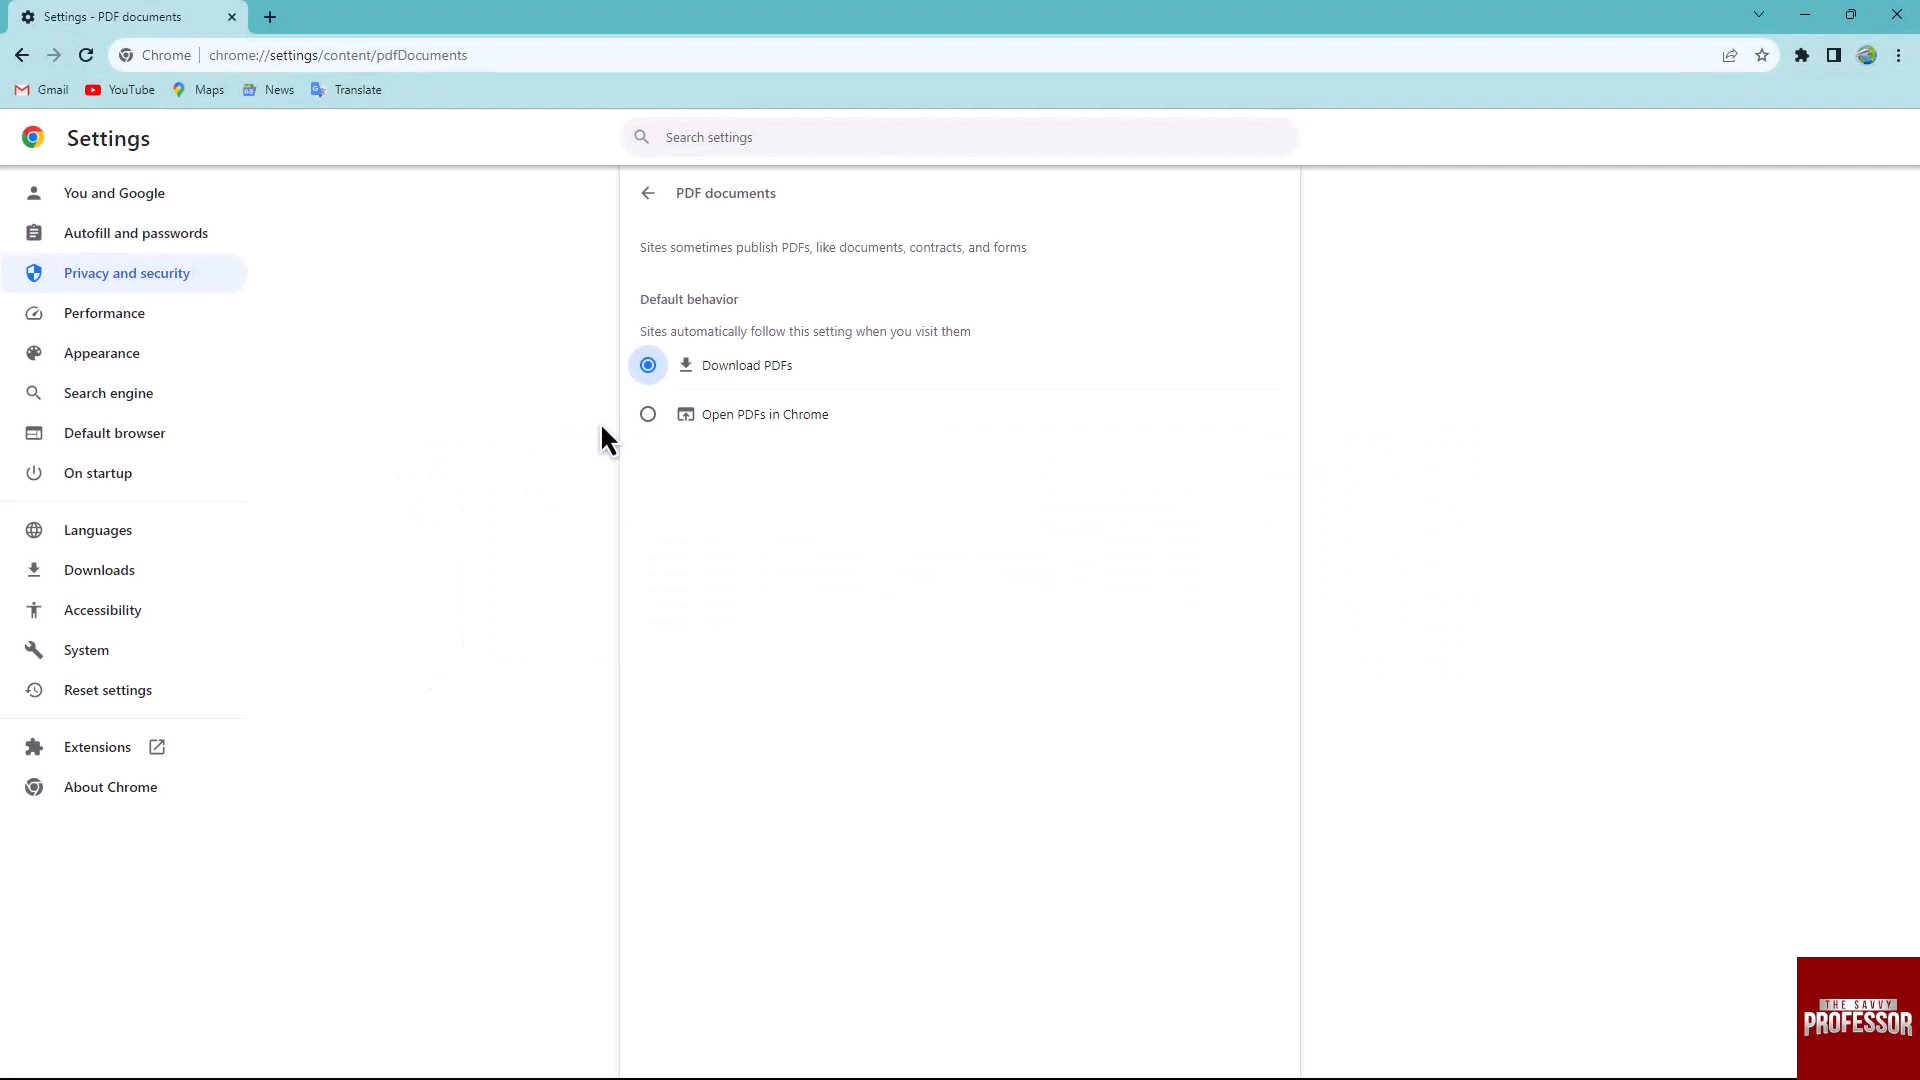 Settings - PDF documents
Chrome
chrome://settings/content/pdfDocuments
Gmail
YouTube
Maps
News
Translate
Settings
Search settings
You and Google
Autofill and passwords
Privacy and security
Performance
Appearance
Search engine
Default browser
On startup
Languages
Downloads
Accessibility
System
Reset settings
Extensions
About Chrome
PDF documents
Sites sometimes publish PDFs, like documents, contracts, and forms
Default behavior
Sites automatically follow this setting when you visit them
Download PDFs
Open PDFs in Chrome
THE SAVVY
PROFESSOR